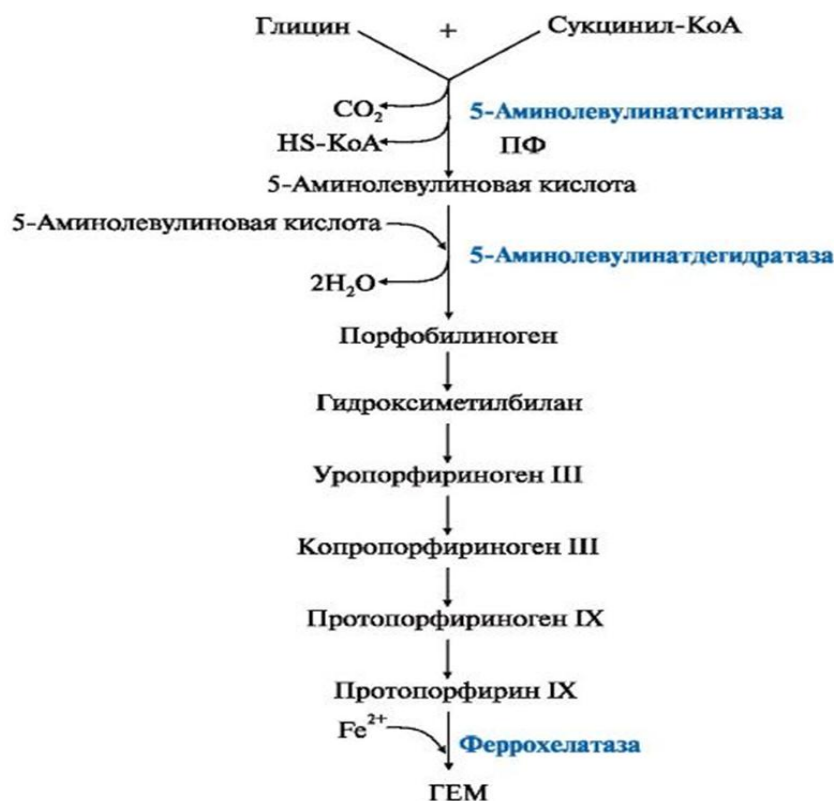 Глицин + Сукцинил-КоА
CO₂ 5-Аминолевулинатсинтаза
HS-КоА ПФ
5-Аминолевулиновая кислота
5-Аминолевулиновая кислота
5-Аминолевулинатдегидратаза
2H₂O
Порфобилиноген
Гидроксиметилбилан
Уропорфириноген III
Копропорфириноген III
Протопорфириноген IX
Протопорфирин IX
Fe²⁺
Феррохелатаза
ГЕМ